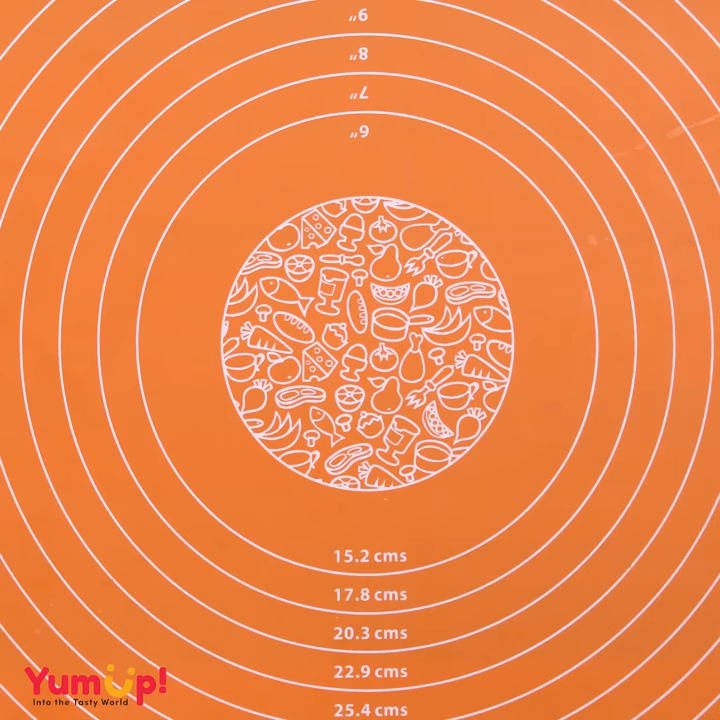 9"
8"
7"
6"
15.2 cms
17.8 cms
20.3 cms
22.9 cms
25.4 cms
YumUp!
Into the Tasty World